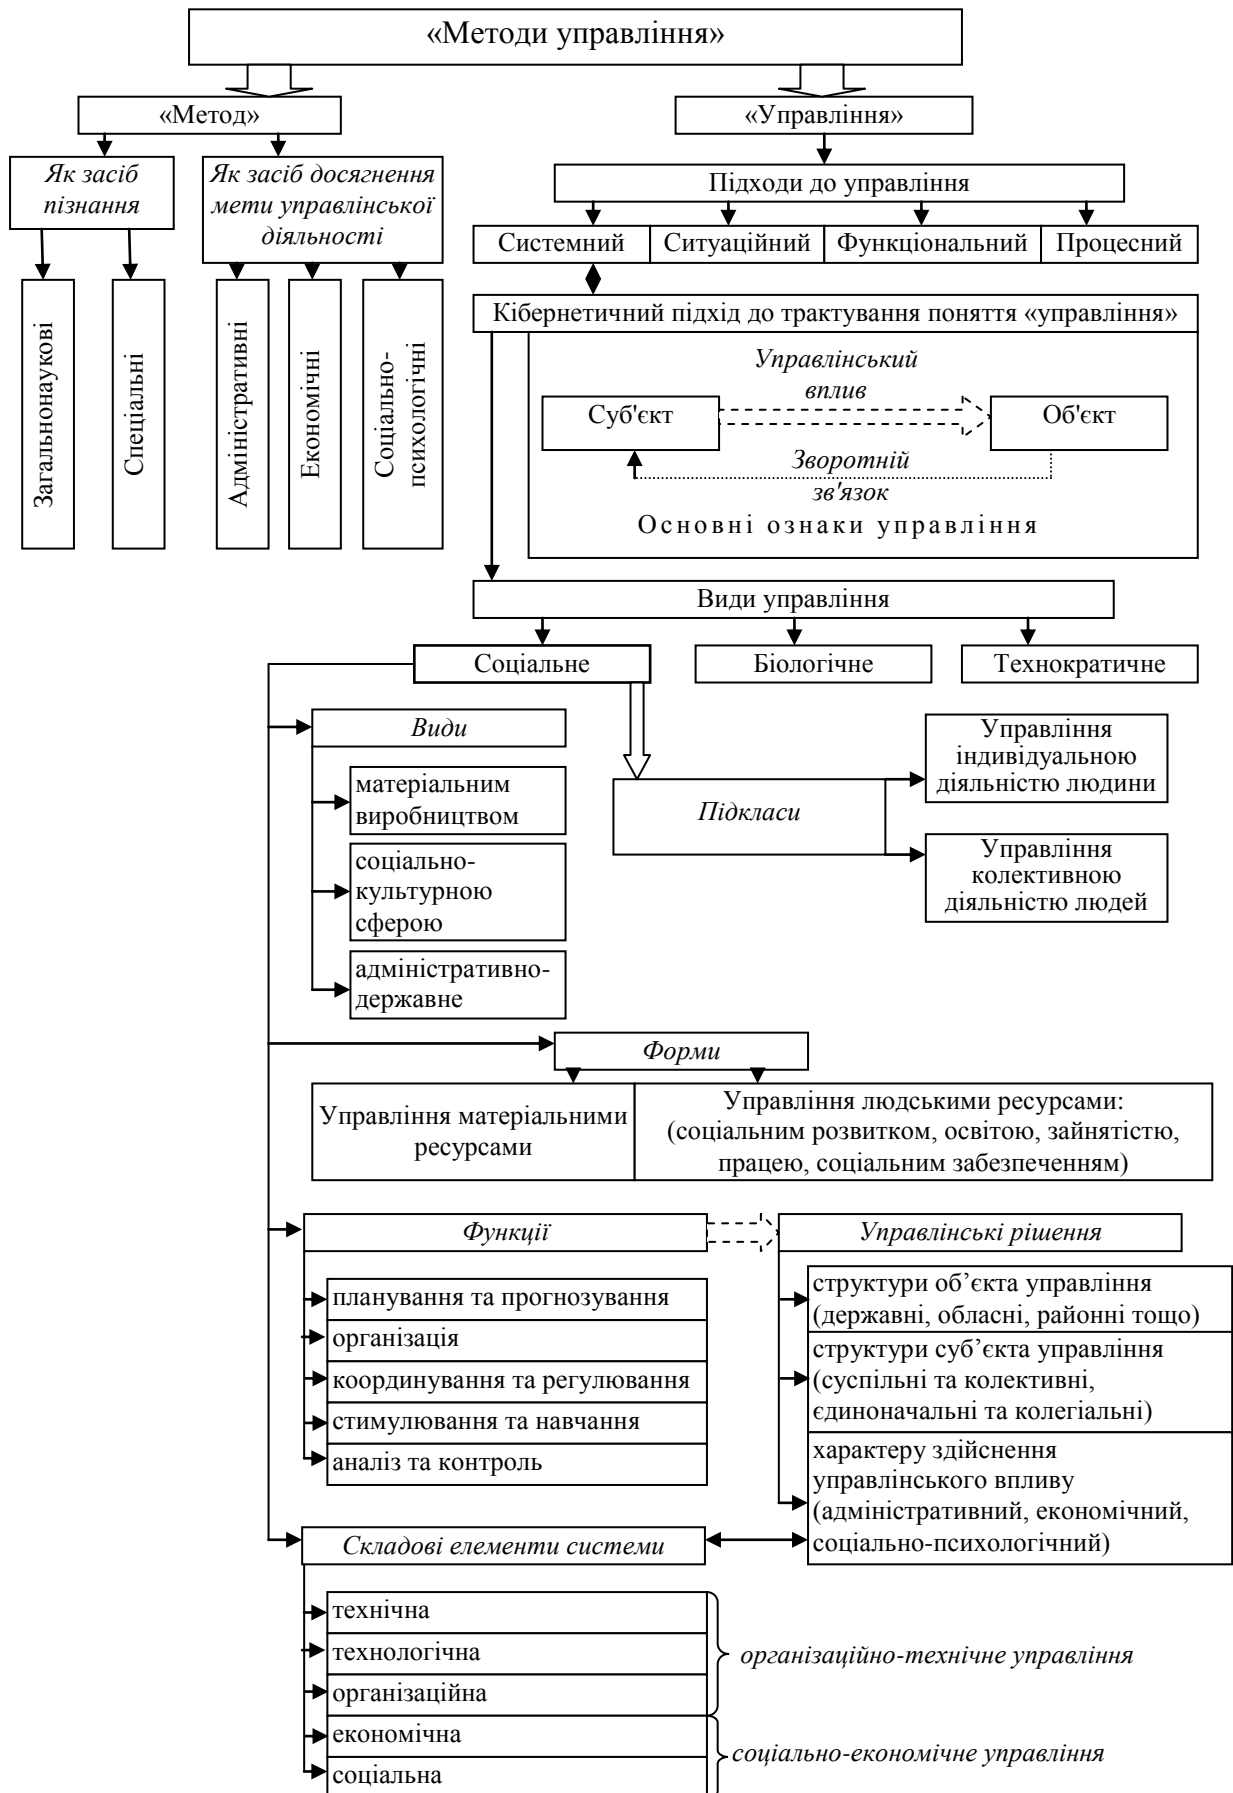 «Методи управління»
«Метод»
«Управління»
Як засіб
пізнання
Як засіб досягнення
мети управлінської
діяльності
Підходи до управління
Системний
Ситуаційний
Функціональний
Процесний
Загальнонаукові
Спеціальні
Адміністративні
Економічні
Соціально-
психологічні
Кібернетичний підхід до трактування поняття «управління»
Управлінський
вплив
Суб'єкт
Об'єкт
Зворотній
зв'язок
Основні ознаки управління
Види управління
Соціальне
Біологічне
Технократичне
Види
матеріальним
виробництвом
соціально-
культурною
сферою
адміністративно-
державне
Підкласи
Управління
індивідуальною
діяльністю людини
Управління
колективною
діяльністю людей
Форми
Управління матеріальними
ресурсами
Управління людськими ресурсами:
(соціальним розвитком, освітою, зайнятістю,
працею, соціальним забезпеченням)
Функції
Управлінські рішення
планування та прогнозування
організація
координування та регулювання
стимулювання та навчання
аналіз та контроль
структури об’єкта управління
(державні, обласні, районні тощо)
структури суб’єкта управління
(суспільні та колективні,
єдиноначальні та колегіальні)
характеру здійснення
управлінського впливу
(адміністративний, економічний,
соціально-психологічний)
Складові елементи системи
технічна
технологічна
організаційна
економічна
соціальна
організаційно-технічне управління
соціально-економічне управління